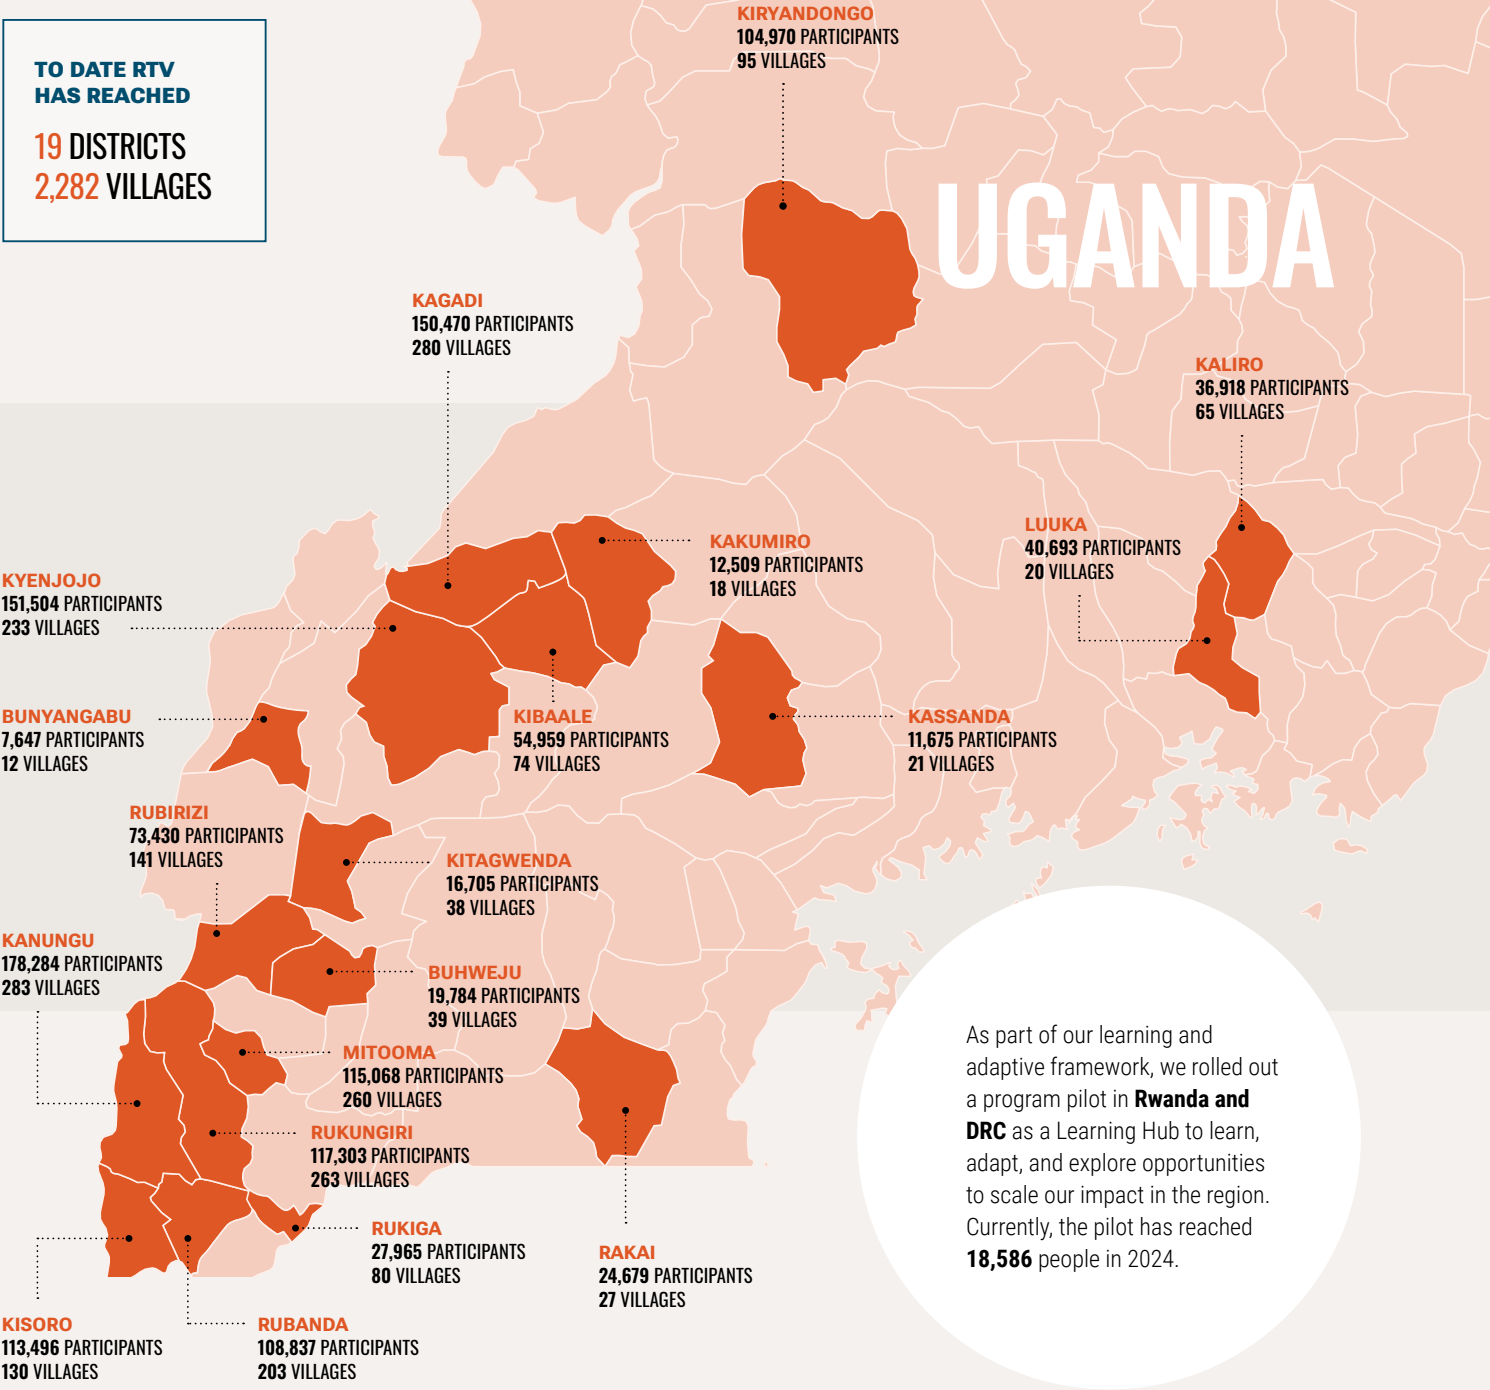 TO DATE RTV
HAS REACHED
19 DISTRICTS
2,282 VILLAGES
KIRYANDONGO
104,970 PARTICIPANTS
95 VILLAGES
UGANDA
KAGADI
150,470 PARTICIPANTS
280 VILLAGES
KALIRO
36,918 PARTICIPANTS
65 VILLAGES
LUUKA
40,693 PARTICIPANTS
20 VILLAGES
KAKUMIRO
12,509 PARTICIPANTS
18 VILLAGES
KYENJOJO
151,504 PARTICIPANTS
233 VILLAGES
BUNYANGABU
7,647 PARTICIPANTS
12 VILLAGES
KIBAALE
54,959 PARTICIPANTS
74 VILLAGES
KASSANDA
11,675 PARTICIPANTS
21 VILLAGES
RUBIRIZI
73,430 PARTICIPANTS
141 VILLAGES
KITAGWENDA
16,705 PARTICIPANTS
38 VILLAGES
KANUNGU
178,284 PARTICIPANTS
283 VILLAGES
BUHWEJU
19,784 PARTICIPANTS
39 VILLAGES
MITOOMA
115,068 PARTICIPANTS
260 VILLAGES
RUKUNGIRI
117,303 PARTICIPANTS
263 VILLAGES
RUKIGA
27,965 PARTICIPANTS
80 VILLAGES
RAKAI
24,679 PARTICIPANTS
27 VILLAGES
KISORO
113,496 PARTICIPANTS
130 VILLAGES
RUBANDA
108,837 PARTICIPANTS
203 VILLAGES
As part of our learning and
adaptive framework, we rolled out
a program pilot in Rwanda and
DRC as a Learning Hub to learn,
adapt, and explore opportunities
to scale our impact in the region.
Currently, the pilot has reached
18,586 people in 2024.